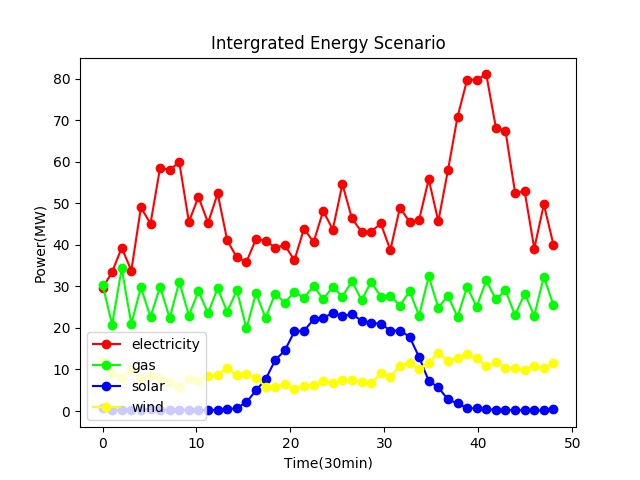 Intergrated Energy Scenario
Power(MW)
80
70
60
50
40
30
20
10
0
electricity
gas
solar
wind
0 10 20 30 40 50
Time(30min)